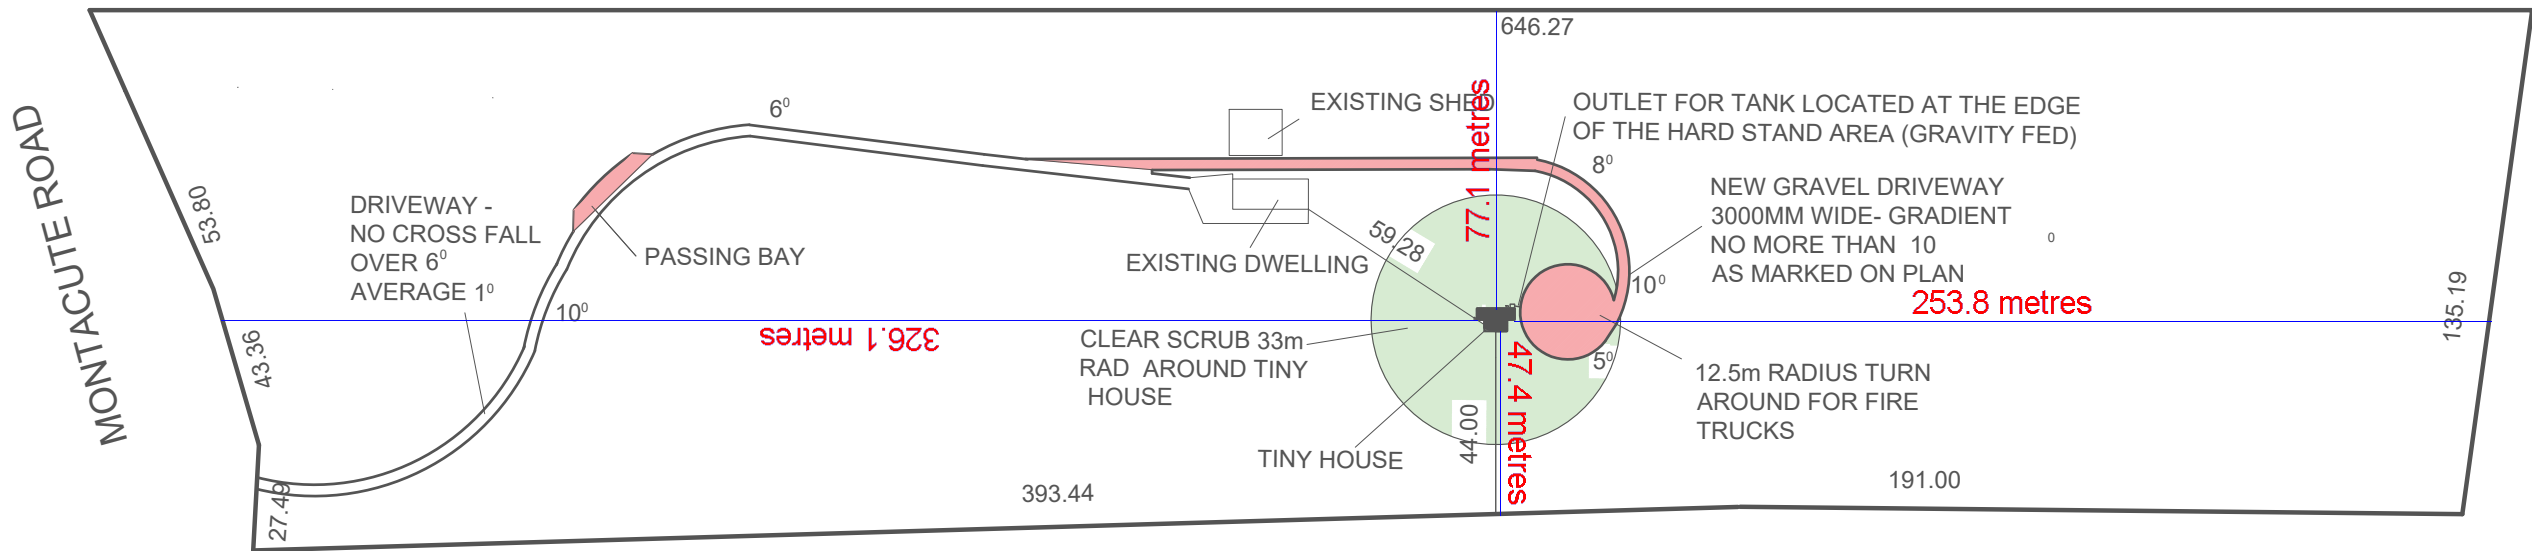 646.27
MONTACUTE ROAD
53.80
43.36
27.49
DRIVEWAY -
NO CROSS FALL
OVER 6⁰
AVERAGE 1⁰
6⁰
PASSING BAY
10⁰
326.1 metres
393.44
EXISTING SHED
EXISTING DWELLING
59.28
77.1 metres
CLEAR SCRUB 33m
RAD AROUND TINY
HOUSE
TINY HOUSE
44.00
47.4 metres
OUTLET FOR TANK LOCATED AT THE EDGE
OF THE HARD STAND AREA (GRAVITY FED)
8⁰
NEW GRAVEL DRIVEWAY
3000MM WIDE- GRADIENT
NO MORE THAN 10 ⁰
AS MARKED ON PLAN
10⁰
253.8 metres
5⁰
12.5m RADIUS TURN
AROUND FOR FIRE
TRUCKS
191.00
135.19